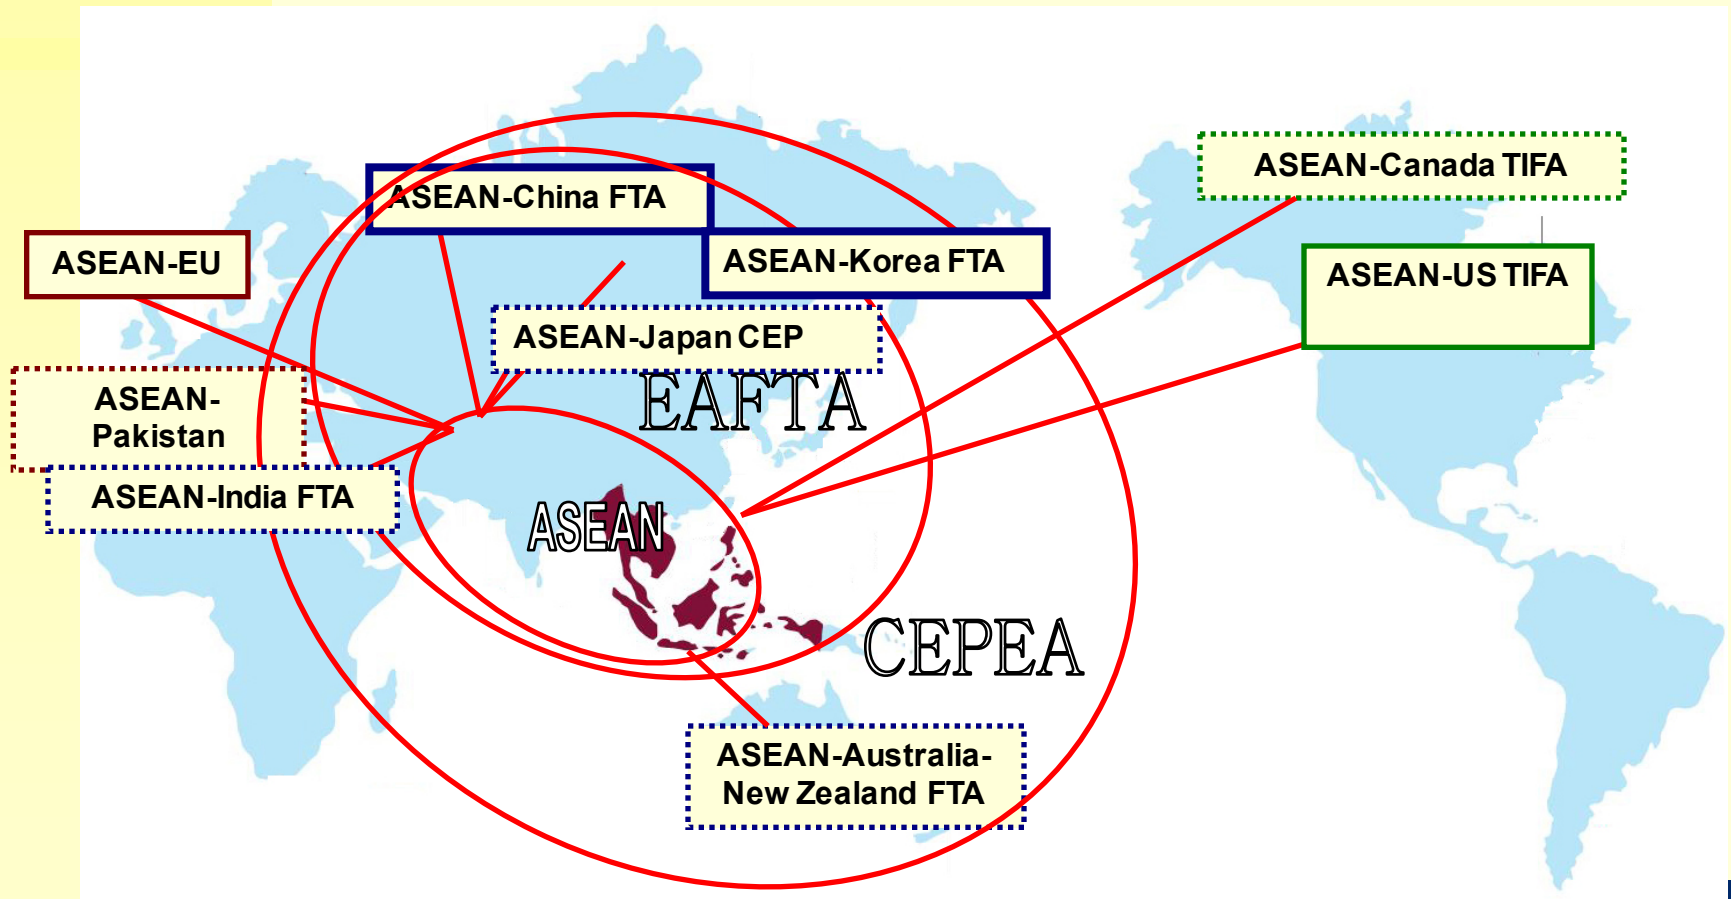 ASEAN-Canada TIFA
ASEAN-China FTA
ASEAN-EU
ASEAN-Korea FTA
ASEAN-US TIFA
ASEAN-Japan CEP
EAFTA
ASEAN-
Pakistan
ASEAN-India FTA
ASEAN
CEPEA
ASEAN-Australia-
New Zealand FTA